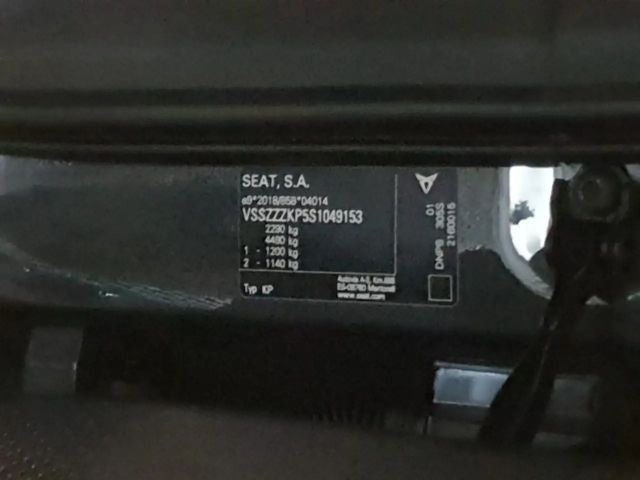 SEAT, S.A.
e9*2018/858*04014
VSSZZZKP5S1049153
2290 kg
4490 kg
1 - 1200 kg
2 - 1140 kg
Typ KP
Autovía A-2, Km.585
ES-08760 Martorell
www.seat.com
DNPB 305S 01
2160015